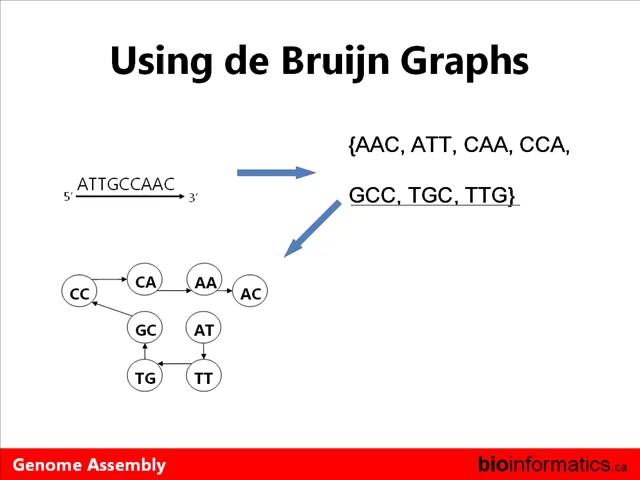 Using de Bruijn Graphs
{AAC, ATT, CAA, CCA,
ATTGCCAAC
5′ 3′
GCC, TGC, TTG}
CC CA AA AC
GC AT
TG TT
Genome Assembly
bioinformatics.ca